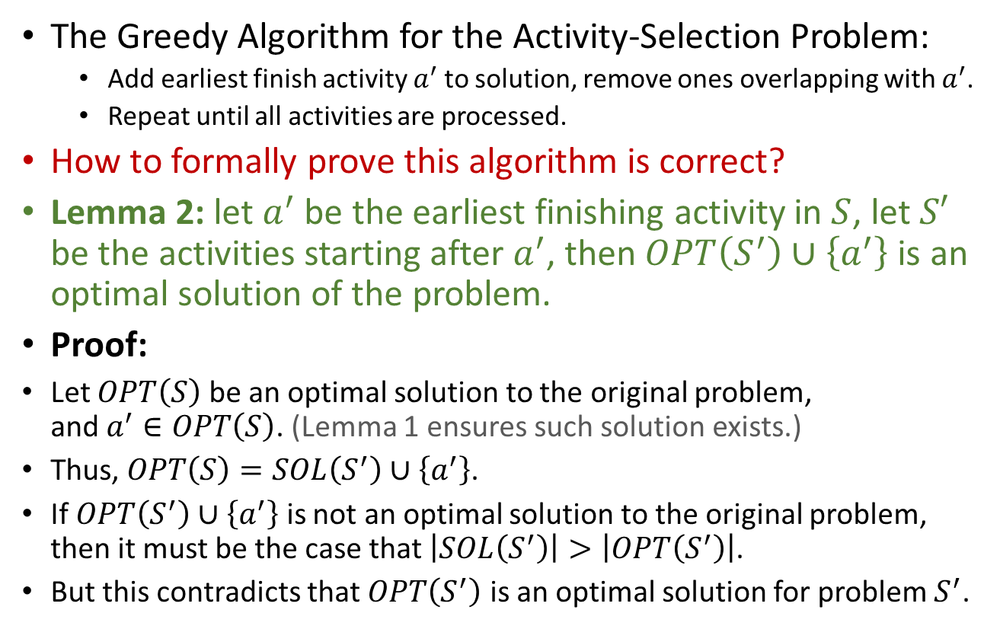 • The Greedy Algorithm for the Activity-Selection Problem:
• Add earliest finish activity 𝑎′ to solution, remove ones overlapping with 𝑎′.
• Repeat until all activities are processed.
• How to formally prove this algorithm is correct?
• Lemma 2: let 𝑎′ be the earliest finishing activity in 𝑆, let 𝑆′
be the activities starting after 𝑎′, then 𝑂𝑃𝑇(𝑆′) ∪ {𝑎′} is an
optimal solution of the problem.
• Proof:
• Let 𝑂𝑃𝑇(𝑆) be an optimal solution to the original problem,
and 𝑎′ ∈ 𝑂𝑃𝑇(𝑆). (Lemma 1 ensures such solution exists.)
• Thus, 𝑂𝑃𝑇(𝑆) = 𝑆𝑂𝐿(𝑆′) ∪ {𝑎′}.
• If 𝑂𝑃𝑇(𝑆′) ∪ {𝑎′} is not an optimal solution to the original problem,
then it must be the case that |𝑆𝑂𝐿(𝑆′)| > |𝑂𝑃𝑇(𝑆′)|.
• But this contradicts that 𝑂𝑃𝑇(𝑆′) is an optimal solution for problem 𝑆′.